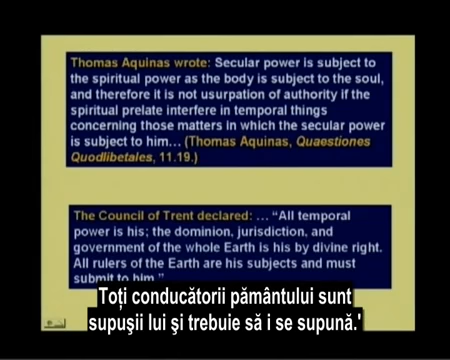 Thomas Aquinas wrote: Secular power is subject to
the spiritual power as the body is subject to the soul,
and therefore it is not usurpation of authority if the
spiritual prelate interfere in temporal things
concerning those matters in which the secular power
is subject to him… (Thomas Aquinas, Quaestiones
Quodlibetales, 11.19.)
The Council of Trent declared: … “All temporal
power is his; the dominion, jurisdiction, and
government of the whole Earth is his by divine right.
All rulers of the Earth are his subjects and must
submit to him.”
Toţi conducătorii pământului sunt
supuşii lui şi trebuie să i se supună.'